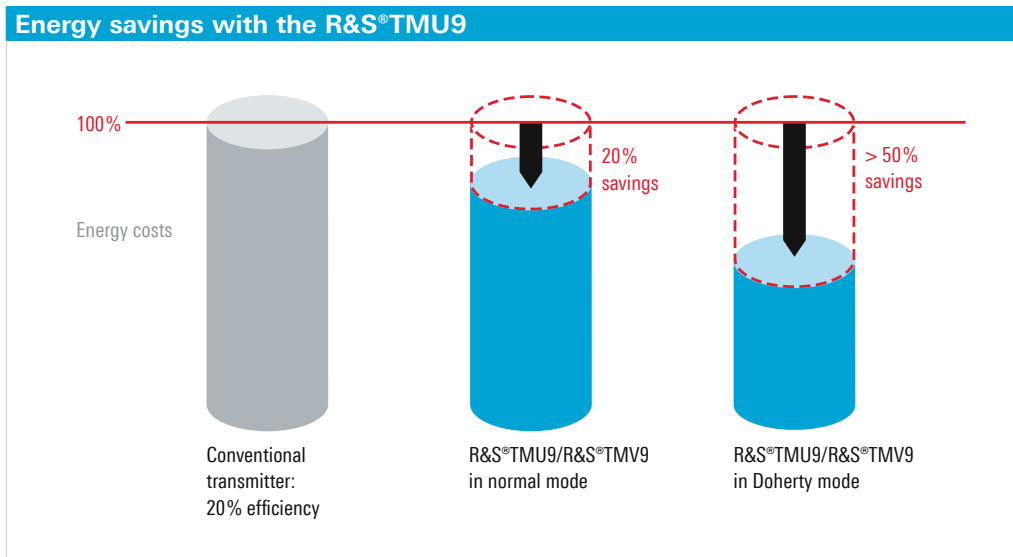 Energy savings with the R&S®TMU9
100%
20%
savings
> 50%
savings
Energy costs
Conventional
transmitter:
20% efficiency
R&S®TMU9/R&S®TMV9
in normal mode
R&S®TMU9/R&S®TMV9
in Doherty mode